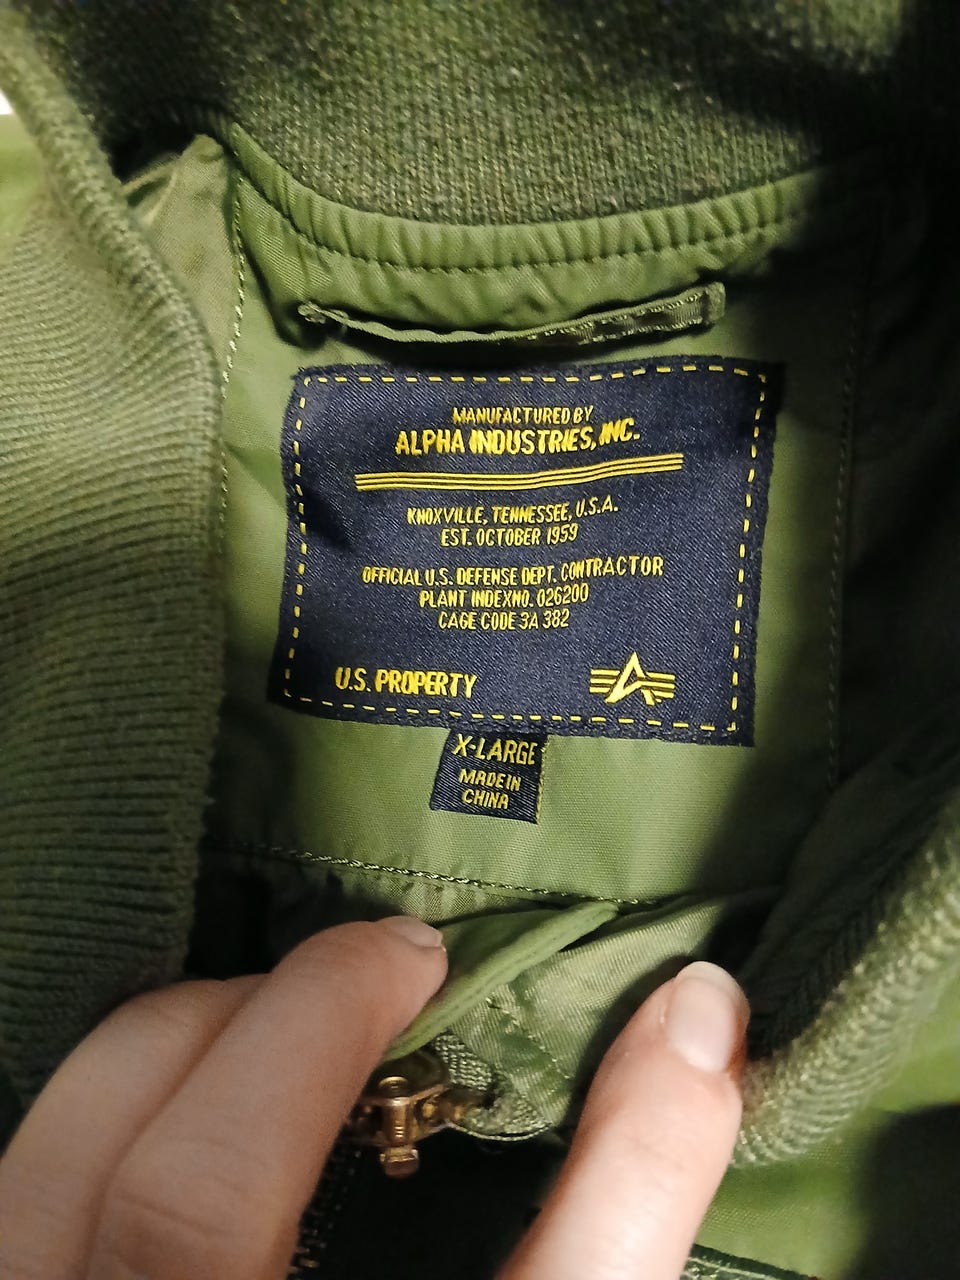 MANUFACTURED BY
ALPHA INDUSTRIES, INC.
KNOXVILLE, TENNESSEE, U.S.A.
EST. OCTOBER 1959
OFFICIAL U.S. DEFENSE DEPT. CONTRACTOR
PLANT INDEXNO. 026200
CAGE CODE 3A 382
U.S. PROPERTY
X-LARGE
MADE IN
CHINA